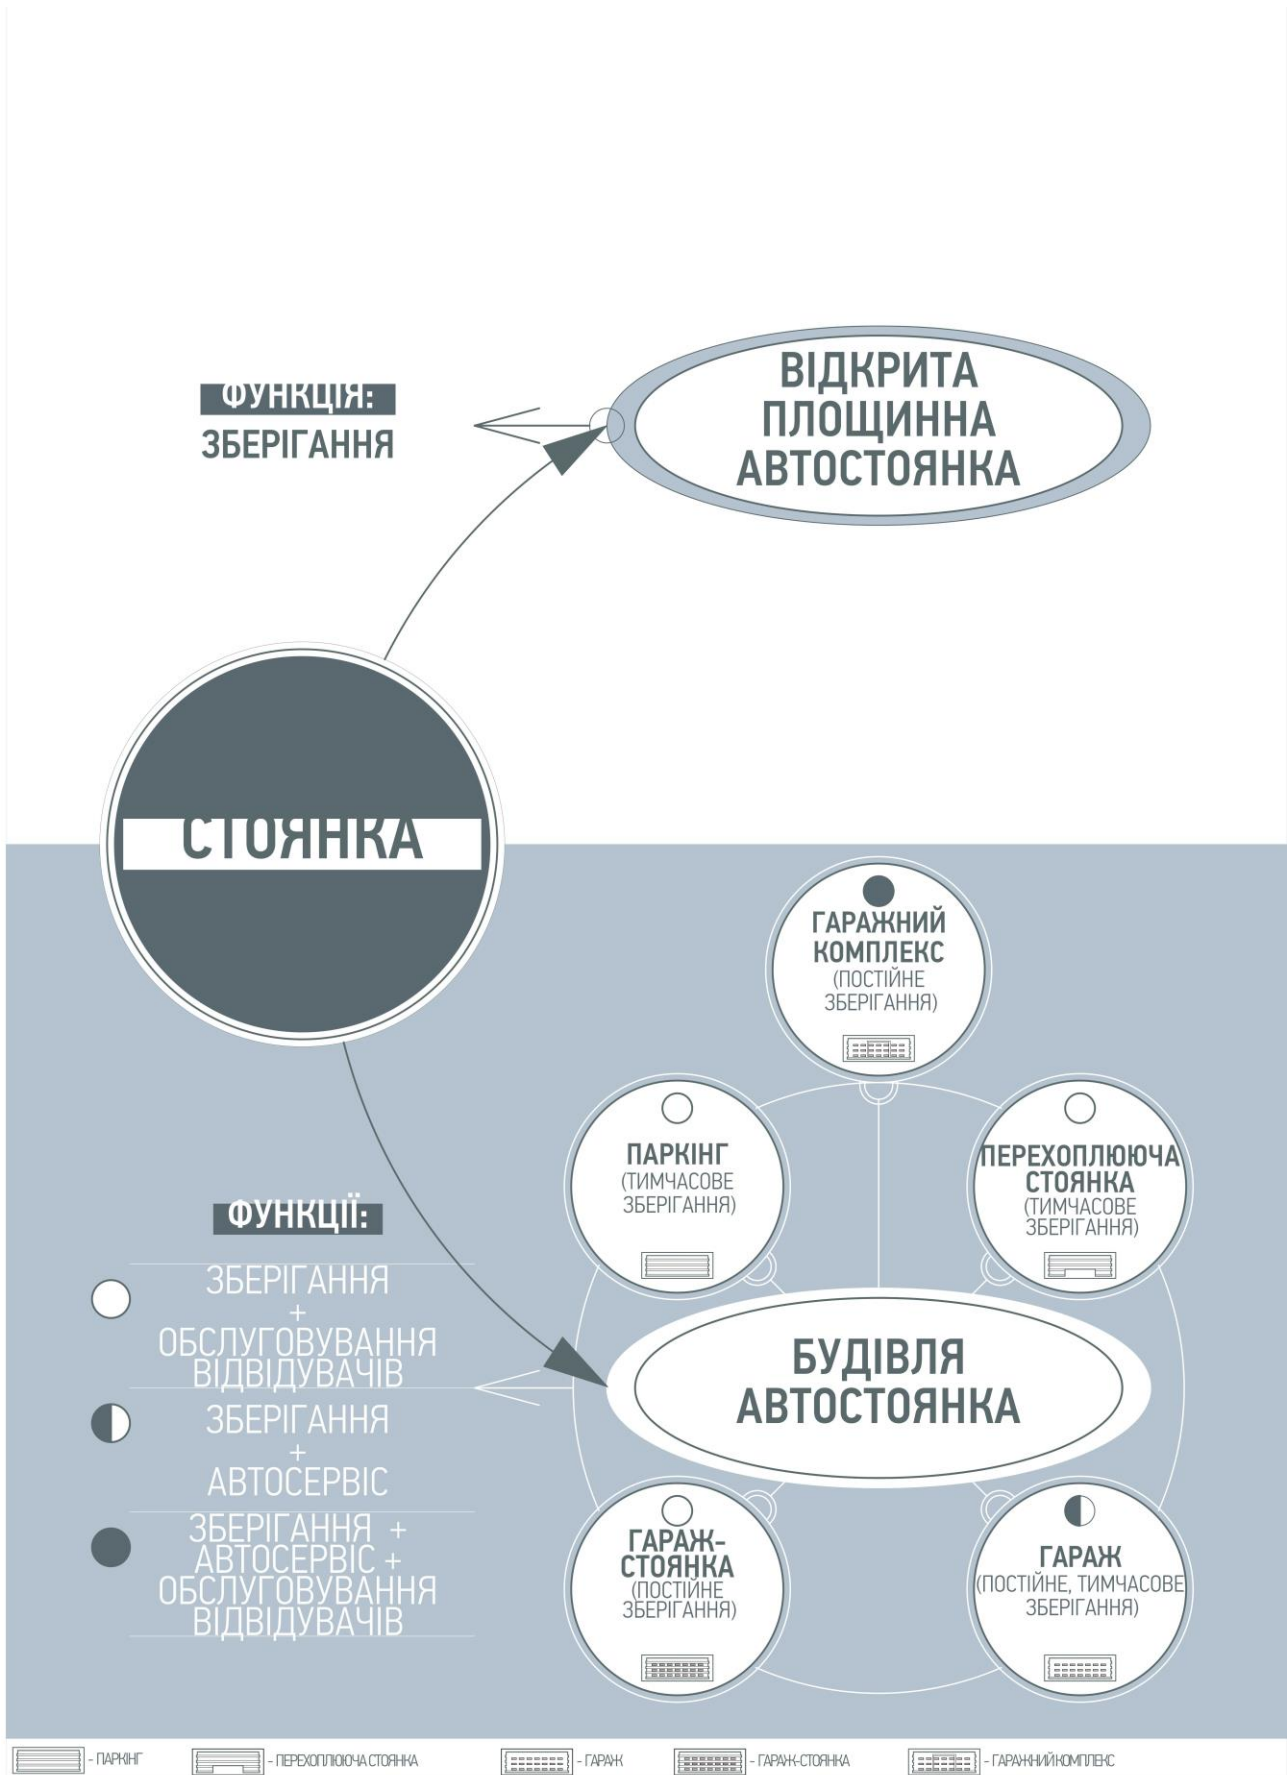 ФУНКЦІЯ:
ЗБЕРІГАННЯ
ВІДКРИТА
ПЛОЩИННА
АВТОСТОЯНКА
СТОЯНКА
ГАРАЖНИЙ
КОМПЛЕКС
(ПОСТІЙНЕ
ЗБЕРІГАННЯ)
ПАРКІНГ
(ТИМЧАСОВЕ
ЗБЕРІГАННЯ)
ПЕРЕХОПЛЮЮЧА
СТОЯНКА
(ТИМЧАСОВЕ
ЗБЕРІГАННЯ)
ФУНКЦІЇ:
ЗБЕРІГАННЯ
+
ОБСЛУГОВУВАННЯ
ВІДВІДУВАЧІВ
ЗБЕРІГАННЯ
+
АВТОСЕРВІС
ЗБЕРІГАННЯ +
АВТОСЕРВІС +
ОБСЛУГОВУВАННЯ
ВІДВІДУВАЧІВ
БУДІВЛЯ
АВТОСТОЯНКА
ГАРАЖ-
СТОЯНКА
(ПОСТІЙНЕ
ЗБЕРІГАННЯ)
ГАРАЖ
(ПОСТІЙНЕ, ТИМЧАСОВЕ
ЗБЕРІГАННЯ)
- ПАРКІНГ
- ПЕРЕХОПЛЮЮЧА СТОЯНКА
- ГАРАЖ
- ГАРАЖ-СТОЯНКА
- ГАРАЖНИЙ КОМПЛЕКС